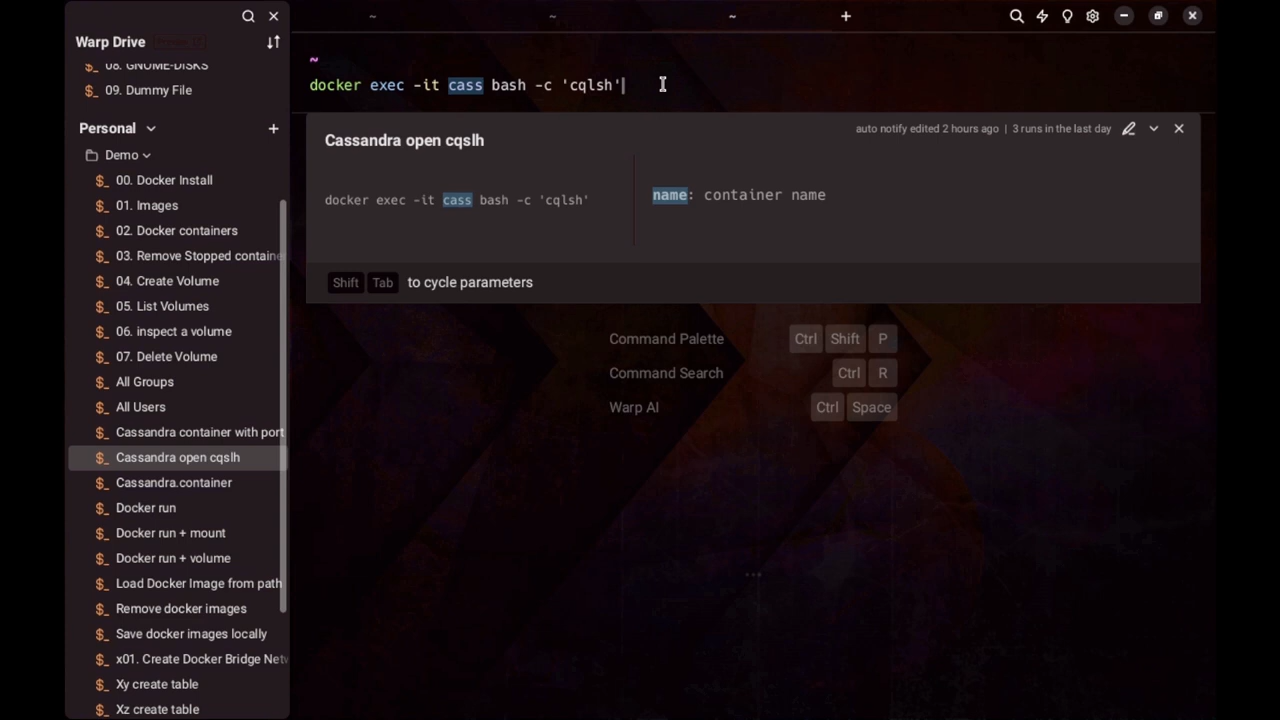 ~ ~ ~ +
Warp Drive
08. GNOME-DISKS
$_ 09. Dummy File
Personal +
Demo
$_ 00. Docker Install
$_ 01. Images
$_ 02. Docker containers
$_ 03. Remove Stopped containe
$_ 04. Create Volume
$_ 05. List Volumes
$_ 06. inspect a volume
$_ 07. Delete Volume
$_ All Groups
$_ All Users
$_ Cassandra container with port
$_ Cassandra open cqslh
$_ Cassandra.container
$_ Docker run
$_ Docker run + mount
$_ Docker run + volume
$_ Load Docker Image from path
$_ Remove docker images
$_ Save docker images locally
$_ x01. Create Docker Bridge Netw
$_ Xy create table
$_ Xz create table
~
docker exec -it cass bash -c 'cqlsh'
Cassandra open cqslh
auto notify edited 2 hours ago | 3 runs in the last day
docker exec -it cass bash -c 'cqlsh'
name: container name
Shift Tab to cycle parameters
Command Palette Ctrl Shift P
Command Search Ctrl R
Warp AI Ctrl Space